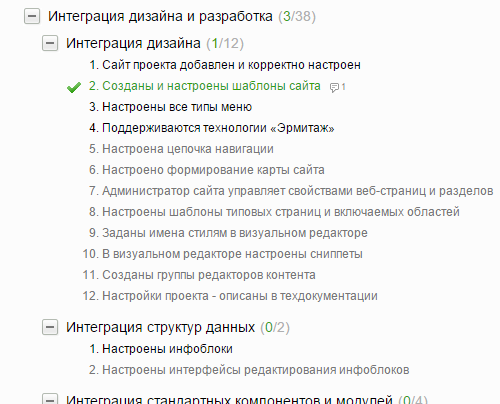 Интеграция дизайна и разработка (3/38)
Интеграция дизайна (1/12)
1. Сайт проекта добавлен и корректно настроен
2. Созданы и настроены шаблоны сайта 1
3. Настроены все типы меню
4. Поддерживаются технологии «Эрмитаж»
5. Настроена цепочка навигации
6. Настроено формирование карты сайта
7. Администратор сайта управляет свойствами веб-страниц и разделов
8. Настроены шаблоны типовых страниц и включаемых областей
9. Заданы имена стилям в визуальном редакторе
10. В визуальном редакторе настроены сниппеты
11. Созданы группы редакторов контента
12. Настройки проекта - описаны в техдокументации
Интеграция структур данных (0/2)
1. Настроены инфоблоки
2. Настроены интерфейсы редактирования инфоблоков
Интеграция стандартных компонентов и модулей (0/4)